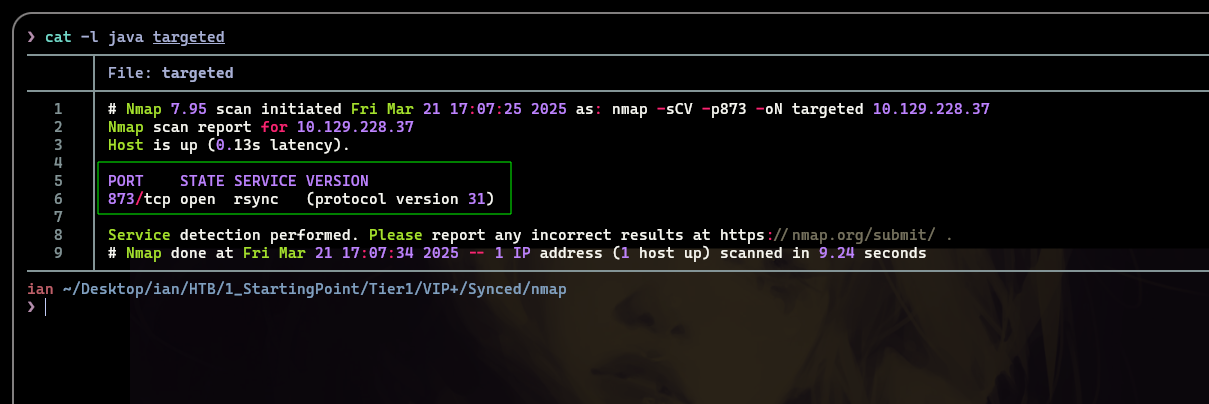 ❯ cat -l java targeted
File: targeted
1 # Nmap 7.95 scan initiated Fri Mar 21 17:07:25 2025 as: nmap -sCV -p873 -oN targeted 10.129.228.37
2 Nmap scan report for 10.129.228.37
3 Host is up (0.13s latency).
4
5 PORT    STATE SERVICE VERSION
6 873/tcp open  rsync   (protocol version 31)
7
8 Service detection performed. Please report any incorrect results at https://nmap.org/submit/ .
9 # Nmap done at Fri Mar 21 17:07:34 2025 -- 1 IP address (1 host up) scanned in 9.24 seconds
ian ~/Desktop/ian/HTB/1_StartingPoint/Tier1/VIP+/Synced/nmap
❯